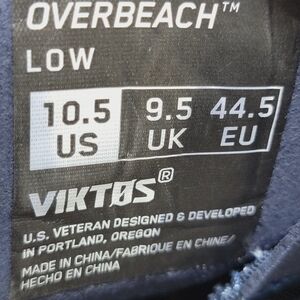 OVERBEACH™
LOW
10.5 9.5 44.5
US UK EU
VIKTØS®
U.S. VETERAN DESIGNED & DEVELOPED
IN PORTLAND, OREGON
MADE IN CHINA/FABRIQUE EN CHINE/
HECHO EN CHINA